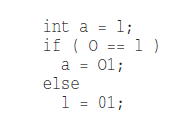 int a = l;
if ( O == l )
a = O1;
else
l = 01;